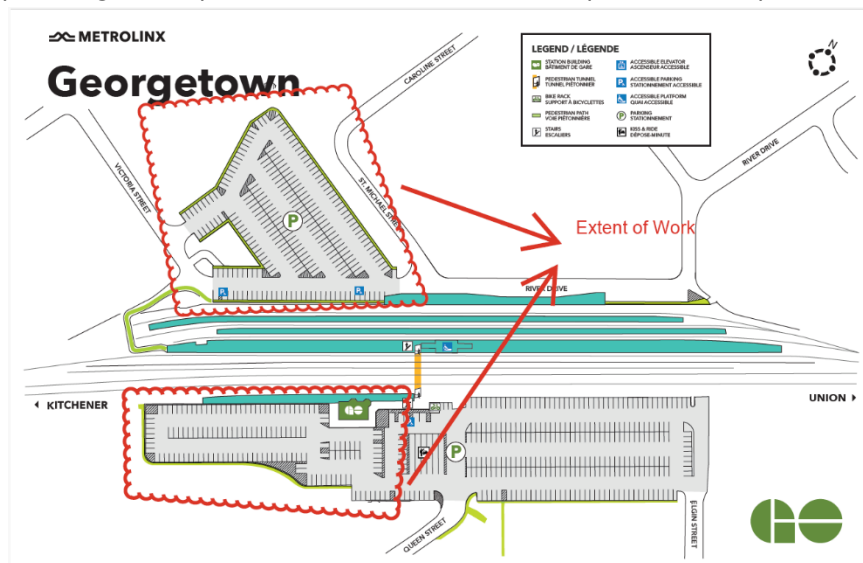 METROLINX
Georgetown
LEGEND / LÉGENDE
STATION BUILDING
BÂTIMENT DE GARE
PEDESTRIAN TUNNEL
TUNNEL PIÉTONNIER
BIKE RACK
SUPPORT À BICYCLETTES
PEDESTRIAN PATH
VOIE PIÉTONNIÈRE
STAIRS
ESCALIERS
ACCESSIBLE ELEVATOR
ASCENSEUR ACCESSIBLE
ACCESSIBLE PARKING
STATIONNEMENT ACCESSIBLE
ACCESSIBLE PLATFORM
QUAI ACCESSIBLE
P
PARKING
STATIONNEMENT
KISS & RIDE
DÉPOSE-MINUTE
N
CAROLINE STREET
RIVER DRIVE
VICTORIA STREET
ST. MICHAEL STREET
P
Extent of Work
RIVER DRIVE
KITCHENER
UNION
GO
P
QUEEN STREET
ELGIN STREET
GO